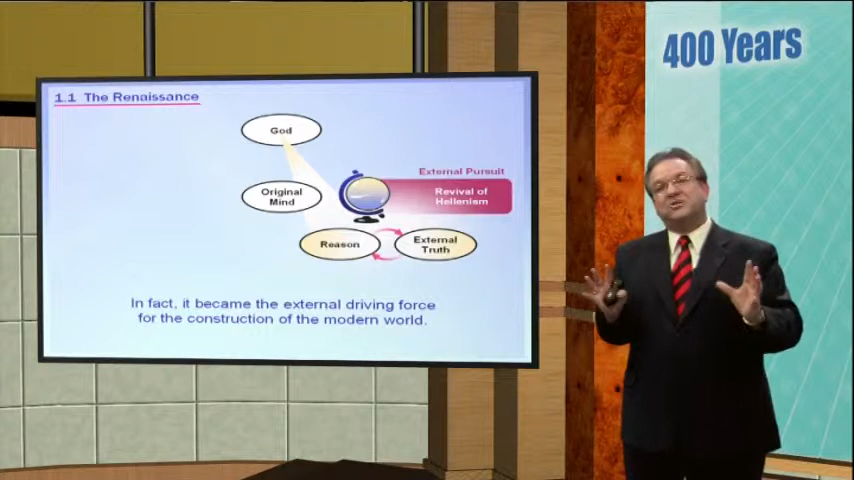 400 Years
1.1 The Renaissance
God
External Pursuit
Original
Mind
Revival of
Hellenism
Reason
External
Truth
In fact, it became the external driving force
for the construction of the modern world.